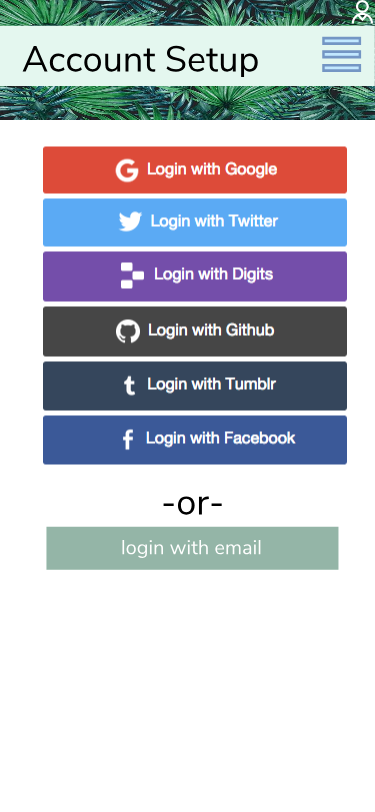 Account Setup
Login with Google
Login with Twitter
Login with Digits
Login with Github
Login with Tumblr
Login with Facebook
-or-
login with email